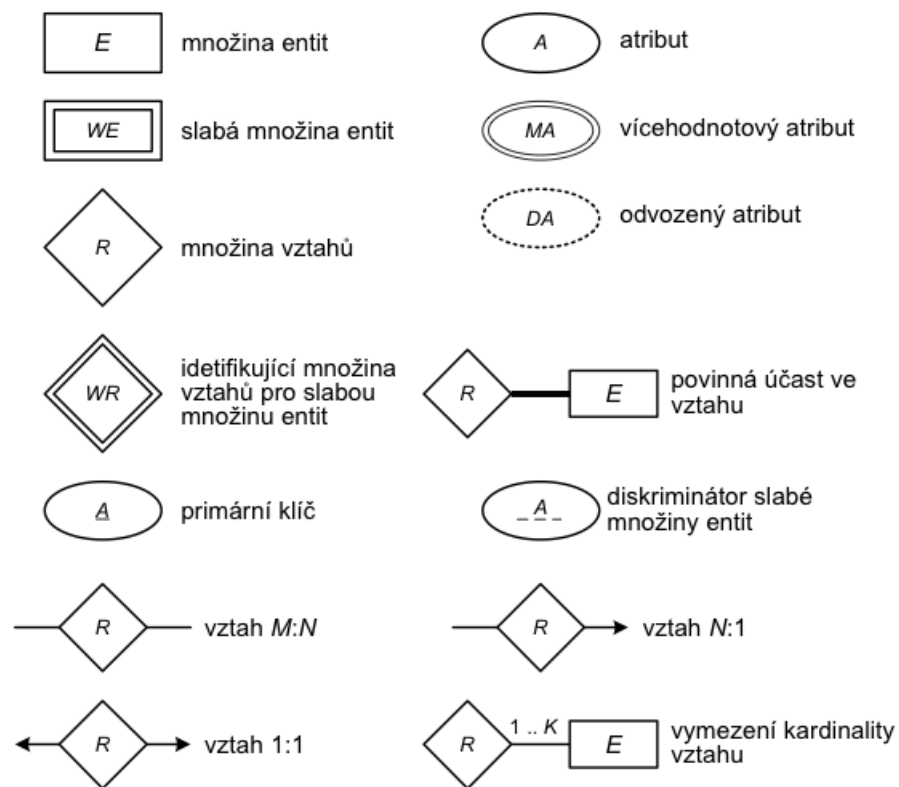 E
množina entit
A
atribut
WE
slabá množina entit
MA
vícehodnotový atribut
R
množina vztahů
DA
odvozený atribut
WR
idetifikující množina
vztahů pro slabou
množinu entit
R
E
povinná účast ve
vztahu
A
primární klíč
A
diskriminátor slabé
množiny entit
R
vztah M:N
R
vztah N:1
R
vztah 1:1
R
1 .. K
E
vymezení kardinality
vztahu